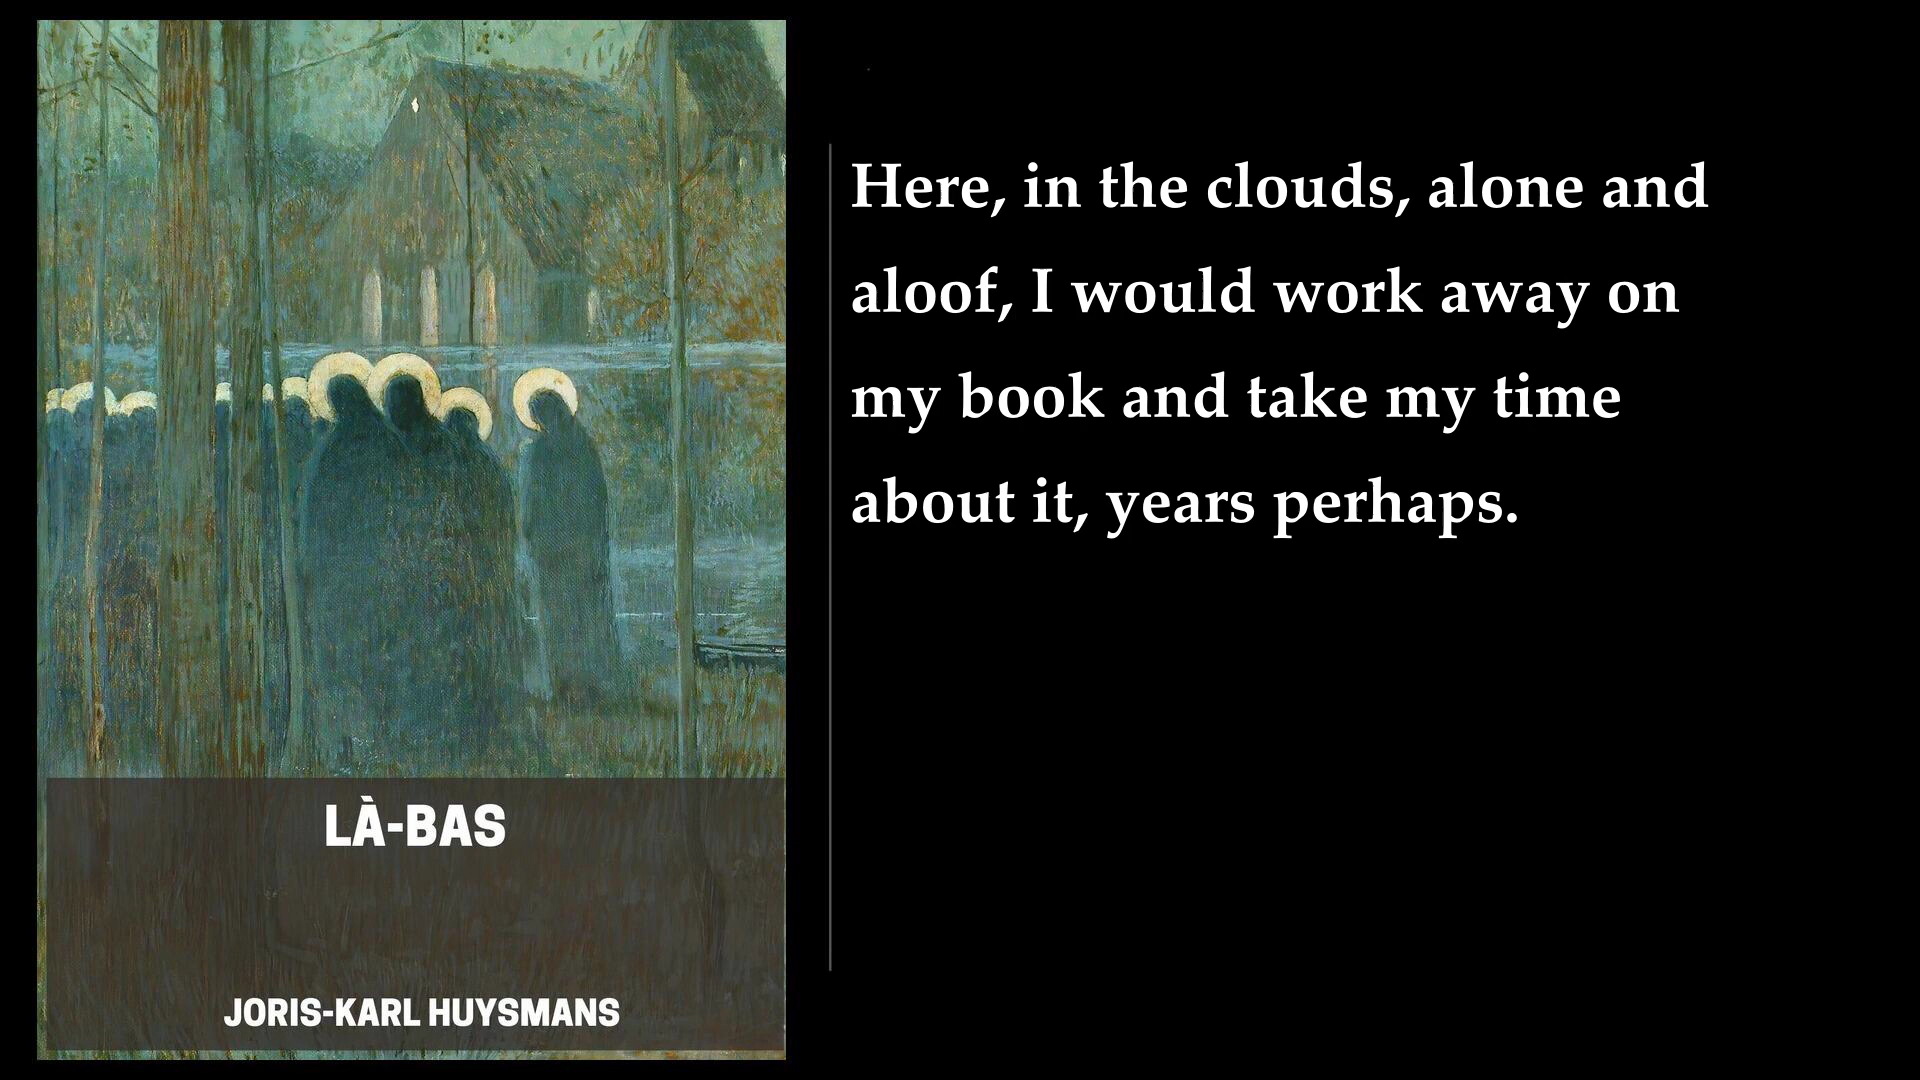 LÀ-BAS
JORIS-KARL HUYSMANS
Here, in the clouds, alone and
aloof, I would work away on
my book and take my time
about it, years perhaps.